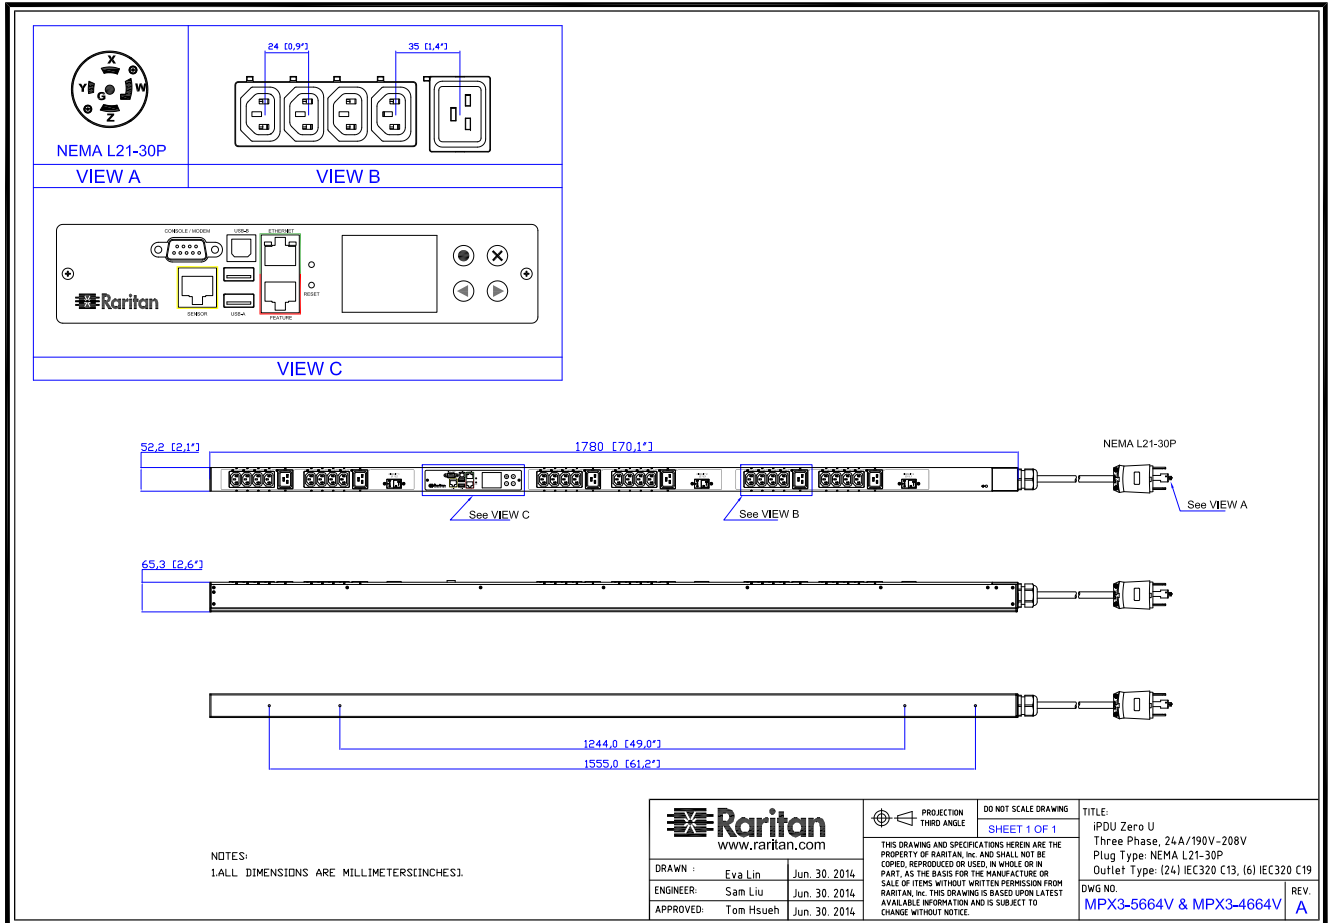 24 [0,9"]
35 [1,4"]
X
Y
W
G
Z
NEMA L21-30P
VIEW A
VIEW B
CONSOLE / MODEM
USB-B
ETHERNET
RESET
Raritan
SENSOR
USB-A
FEATURE
VIEW C
52,2 [2,1"]
1780 [70,1"]
NEMA L21-30P
See VIEW C
See VIEW B
See VIEW A
65,3 [2,6"]
1244,0 [49,0"]
1555,0 [61,2"]
NOTES:
1.ALL DIMENSIONS ARE MILLIMETERS[INCHES].
Raritan
www.raritan.com
DRAWN : Eva Lin Jun. 30. 2014
ENGINEER: Sam Liu Jun. 30. 2014
APPROVED: Tom Hsueh Jun. 30. 2014
PROJECTION
THIRD ANGLE
DO NOT SCALE DRAWING
SHEET 1 OF 1
THIS DRAWING AND SPECIFICATIONS HEREIN ARE THE
PROPERTY OF RARITAN, Inc. AND SHALL NOT BE
COPIED, REPRODUCED OR USED, IN WHOLE OR IN
PART, AS THE BASIS FOR THE MANUFACTURE OR
SALE OF ITEMS WITHOUT WRITTEN PERMISSION FROM
RARITAN, Inc. THIS DRAWING IS BASED UPON LATEST
AVAILABLE INFORMATION AND IS SUBJECT TO
CHANGE WITHOUT NOTICE.
TITLE:
iPDU Zero U
Three Phase, 24A/190V-208V
Plug Type: NEMA L21-30P
Outlet Type: (24) IEC320 C13, (6) IEC320 C19
DWG NO.
MPX3-5664V & MPX3-4664V
REV.
A